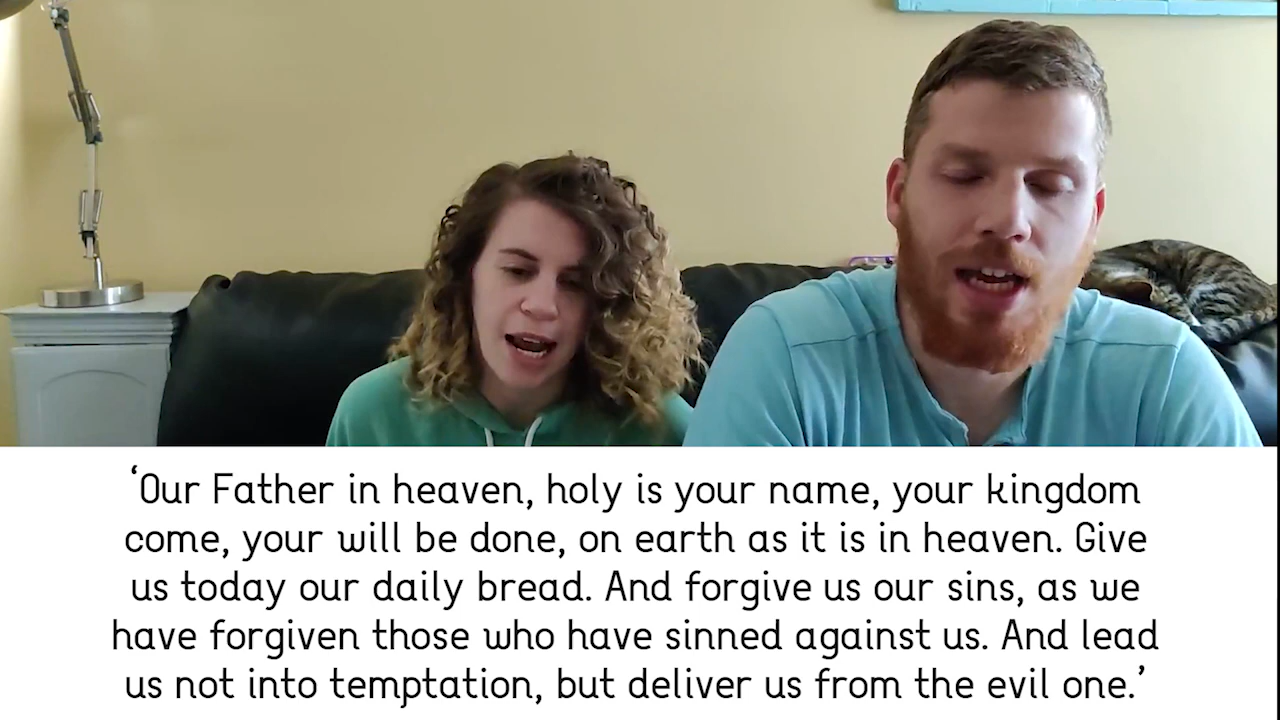 ‘Our Father in heaven, holy is your name, your kingdom
come, your will be done, on earth as it is in heaven. Give
us today our daily bread. And forgive us our sins, as we
have forgiven those who have sinned against us. And lead
us not into temptation, but deliver us from the evil one.’